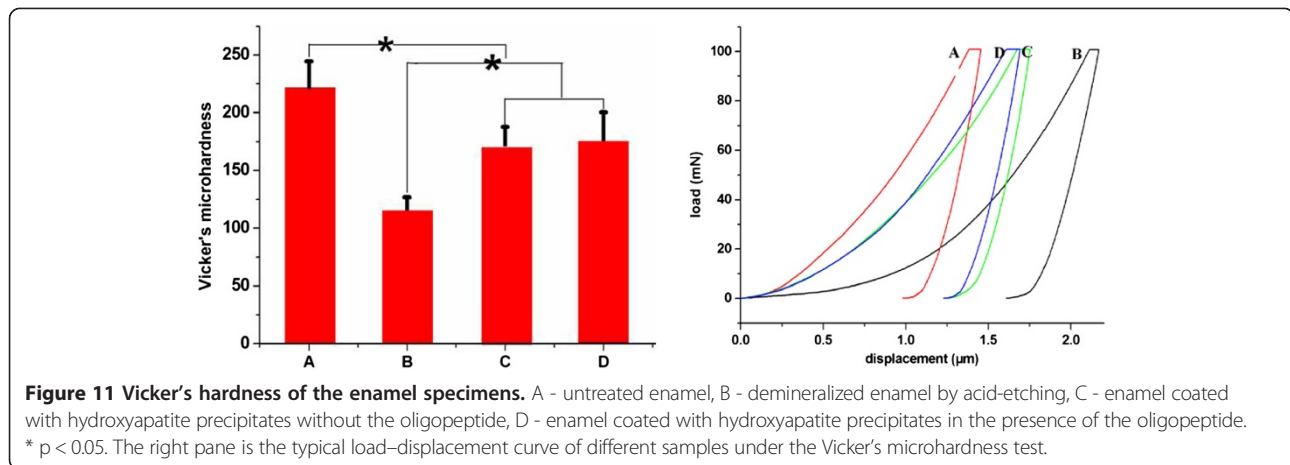 250
200
150
100
50
0
Vicker's microhardness
*
*
A
B
C
D
100
80
60
40
20
0
load (mN)
A
D
C
B
0.0
0.5
1.0
1.5
2.0
displacement (μm)
Figure 11 Vicker's hardness of the enamel specimens. A - untreated enamel, B - demineralized enamel by acid-etching, C - enamel coated
with hydroxyapatite precipitates without the oligopeptide, D - enamel coated with hydroxyapatite precipitates in the presence of the oligopeptide.
* p < 0.05. The right pane is the typical load–displacement curve of different samples under the Vicker's microhardness test.